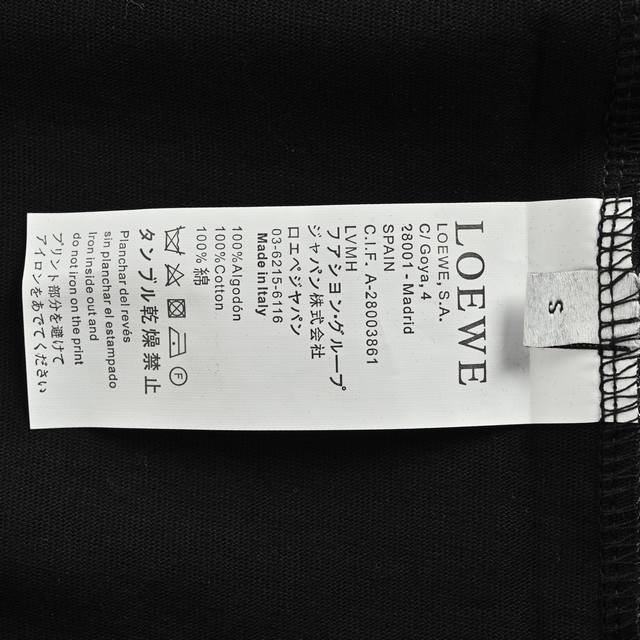 LOEWE
LOEWE, S.A.
C/ Goya, 4
28001 - Madrid
SPAIN
C.I.F. A-28003861
LVMH
ファションングループ
ジャパン株式会社
ロエベジャパン
03-6215-6116
Made in Italy
100%Algodón
100%Cotton
100% 綿
タンブル乾燥禁止
Planchar del revés
sin planchar el estampado
Iron inside out and
do not iron on the print
プリント部分を避けて
アイロンをあでてください
S
F